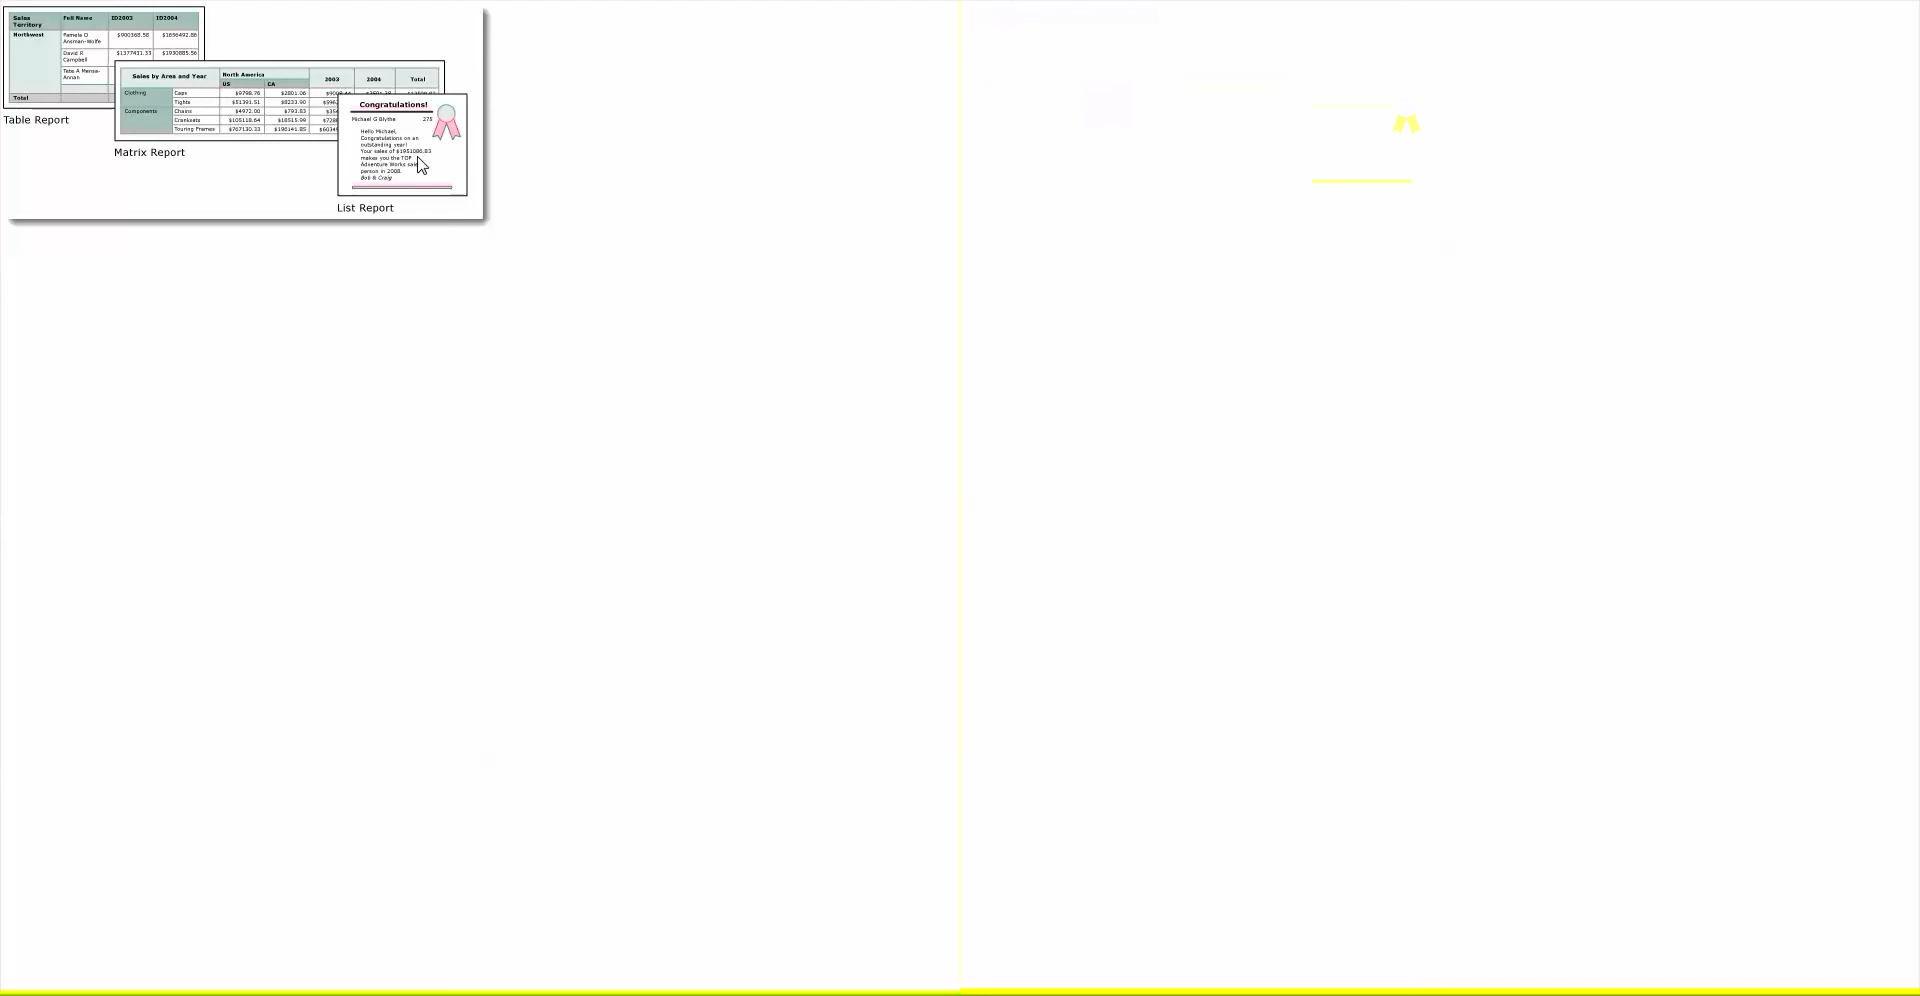 Sales Territory Full Name ID2003 ID2004
Northwest Pamela O Ansman-Wolfe $900368.58 $1656492.86
David R Campbell $1377431.33 $1930885.56
Tete A Mensa-Annan
Total
Table Report
Sales by Area and Year North America 2003 2004 Total
US CA
Clothing Caps $9798.76 $2801.06
Tights $51391.51 $8233.90
Components Chains $4972.00 $793.83
Cranksets $105118.64 $18515.99
Touring Frames $767130.33 $196141.85
Matrix Report
Congratulations!
Michael G Blythe 275
Hello Michael,
Congratulations on an
outstanding year!
Your sales of $1951086.83
makes you the TOP
Adventure Works
person in 2008.
Bob & Craig
List Report